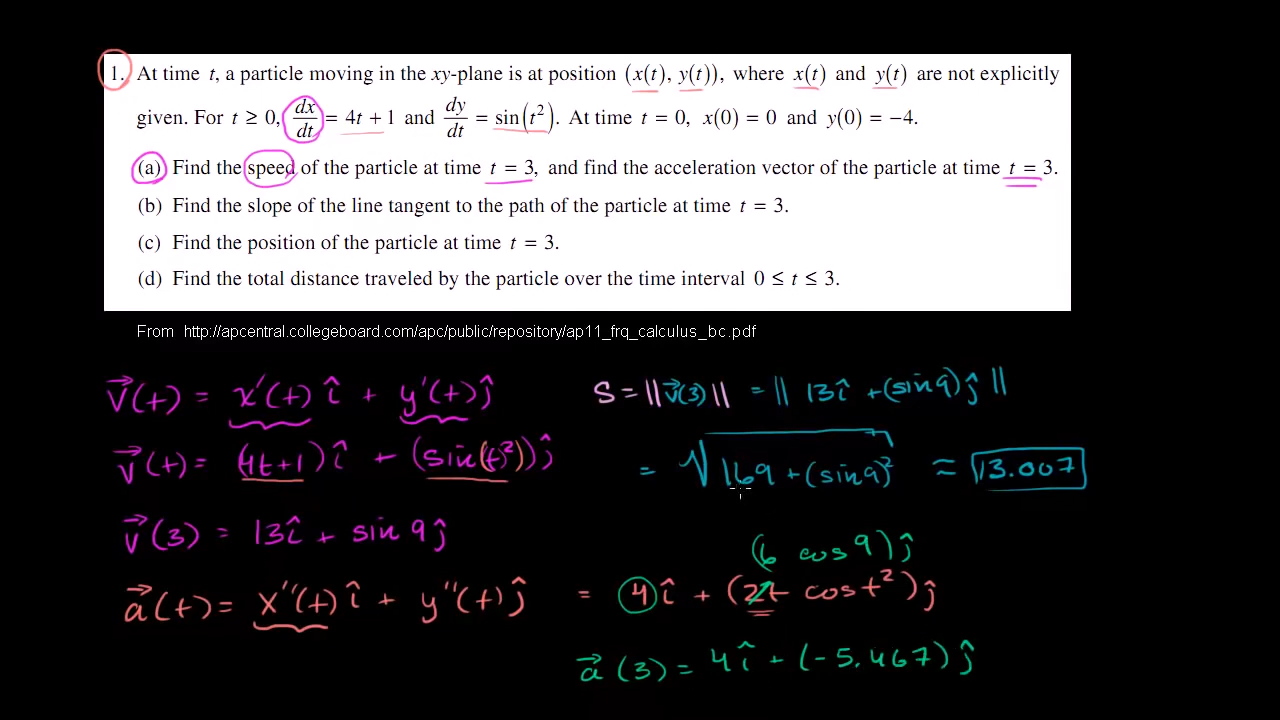 1. At time t, a particle moving in the xy-plane is at position (x(t), y(t)), where x(t) and y(t) are not explicitly
given. For t ≥ 0, dx/dt = 4t + 1 and dy/dt = sin(t²). At time t = 0, x(0) = 0 and y(0) = −4.
(a) Find the speed of the particle at time t = 3, and find the acceleration vector of the particle at time t = 3.
(b) Find the slope of the line tangent to the path of the particle at time t = 3.
(c) Find the position of the particle at time t = 3.
(d) Find the total distance traveled by the particle over the time interval 0 ≤ t ≤ 3.
From http://apcentral.collegeboard.com/apc/public/repository/ap11_frq_calculus_bc.pdf
v⃗(t) = x'(t) î + y'(t) ĵ
v⃗(t) = (4t+1) î + (sin(t²)) ĵ
v⃗(3) = 13î + sin 9 ĵ
a⃗(t) = x''(t) î + y''(t) ĵ = 4 î + (2t cos t²) ĵ
S = ||v⃗(3)|| = || 13î + (sin 9) ĵ ||
= √169 + (sin 9)² ≈ 13.007
(6 cos 9) ĵ
a⃗(3) = 4 î + (−5.467) ĵ